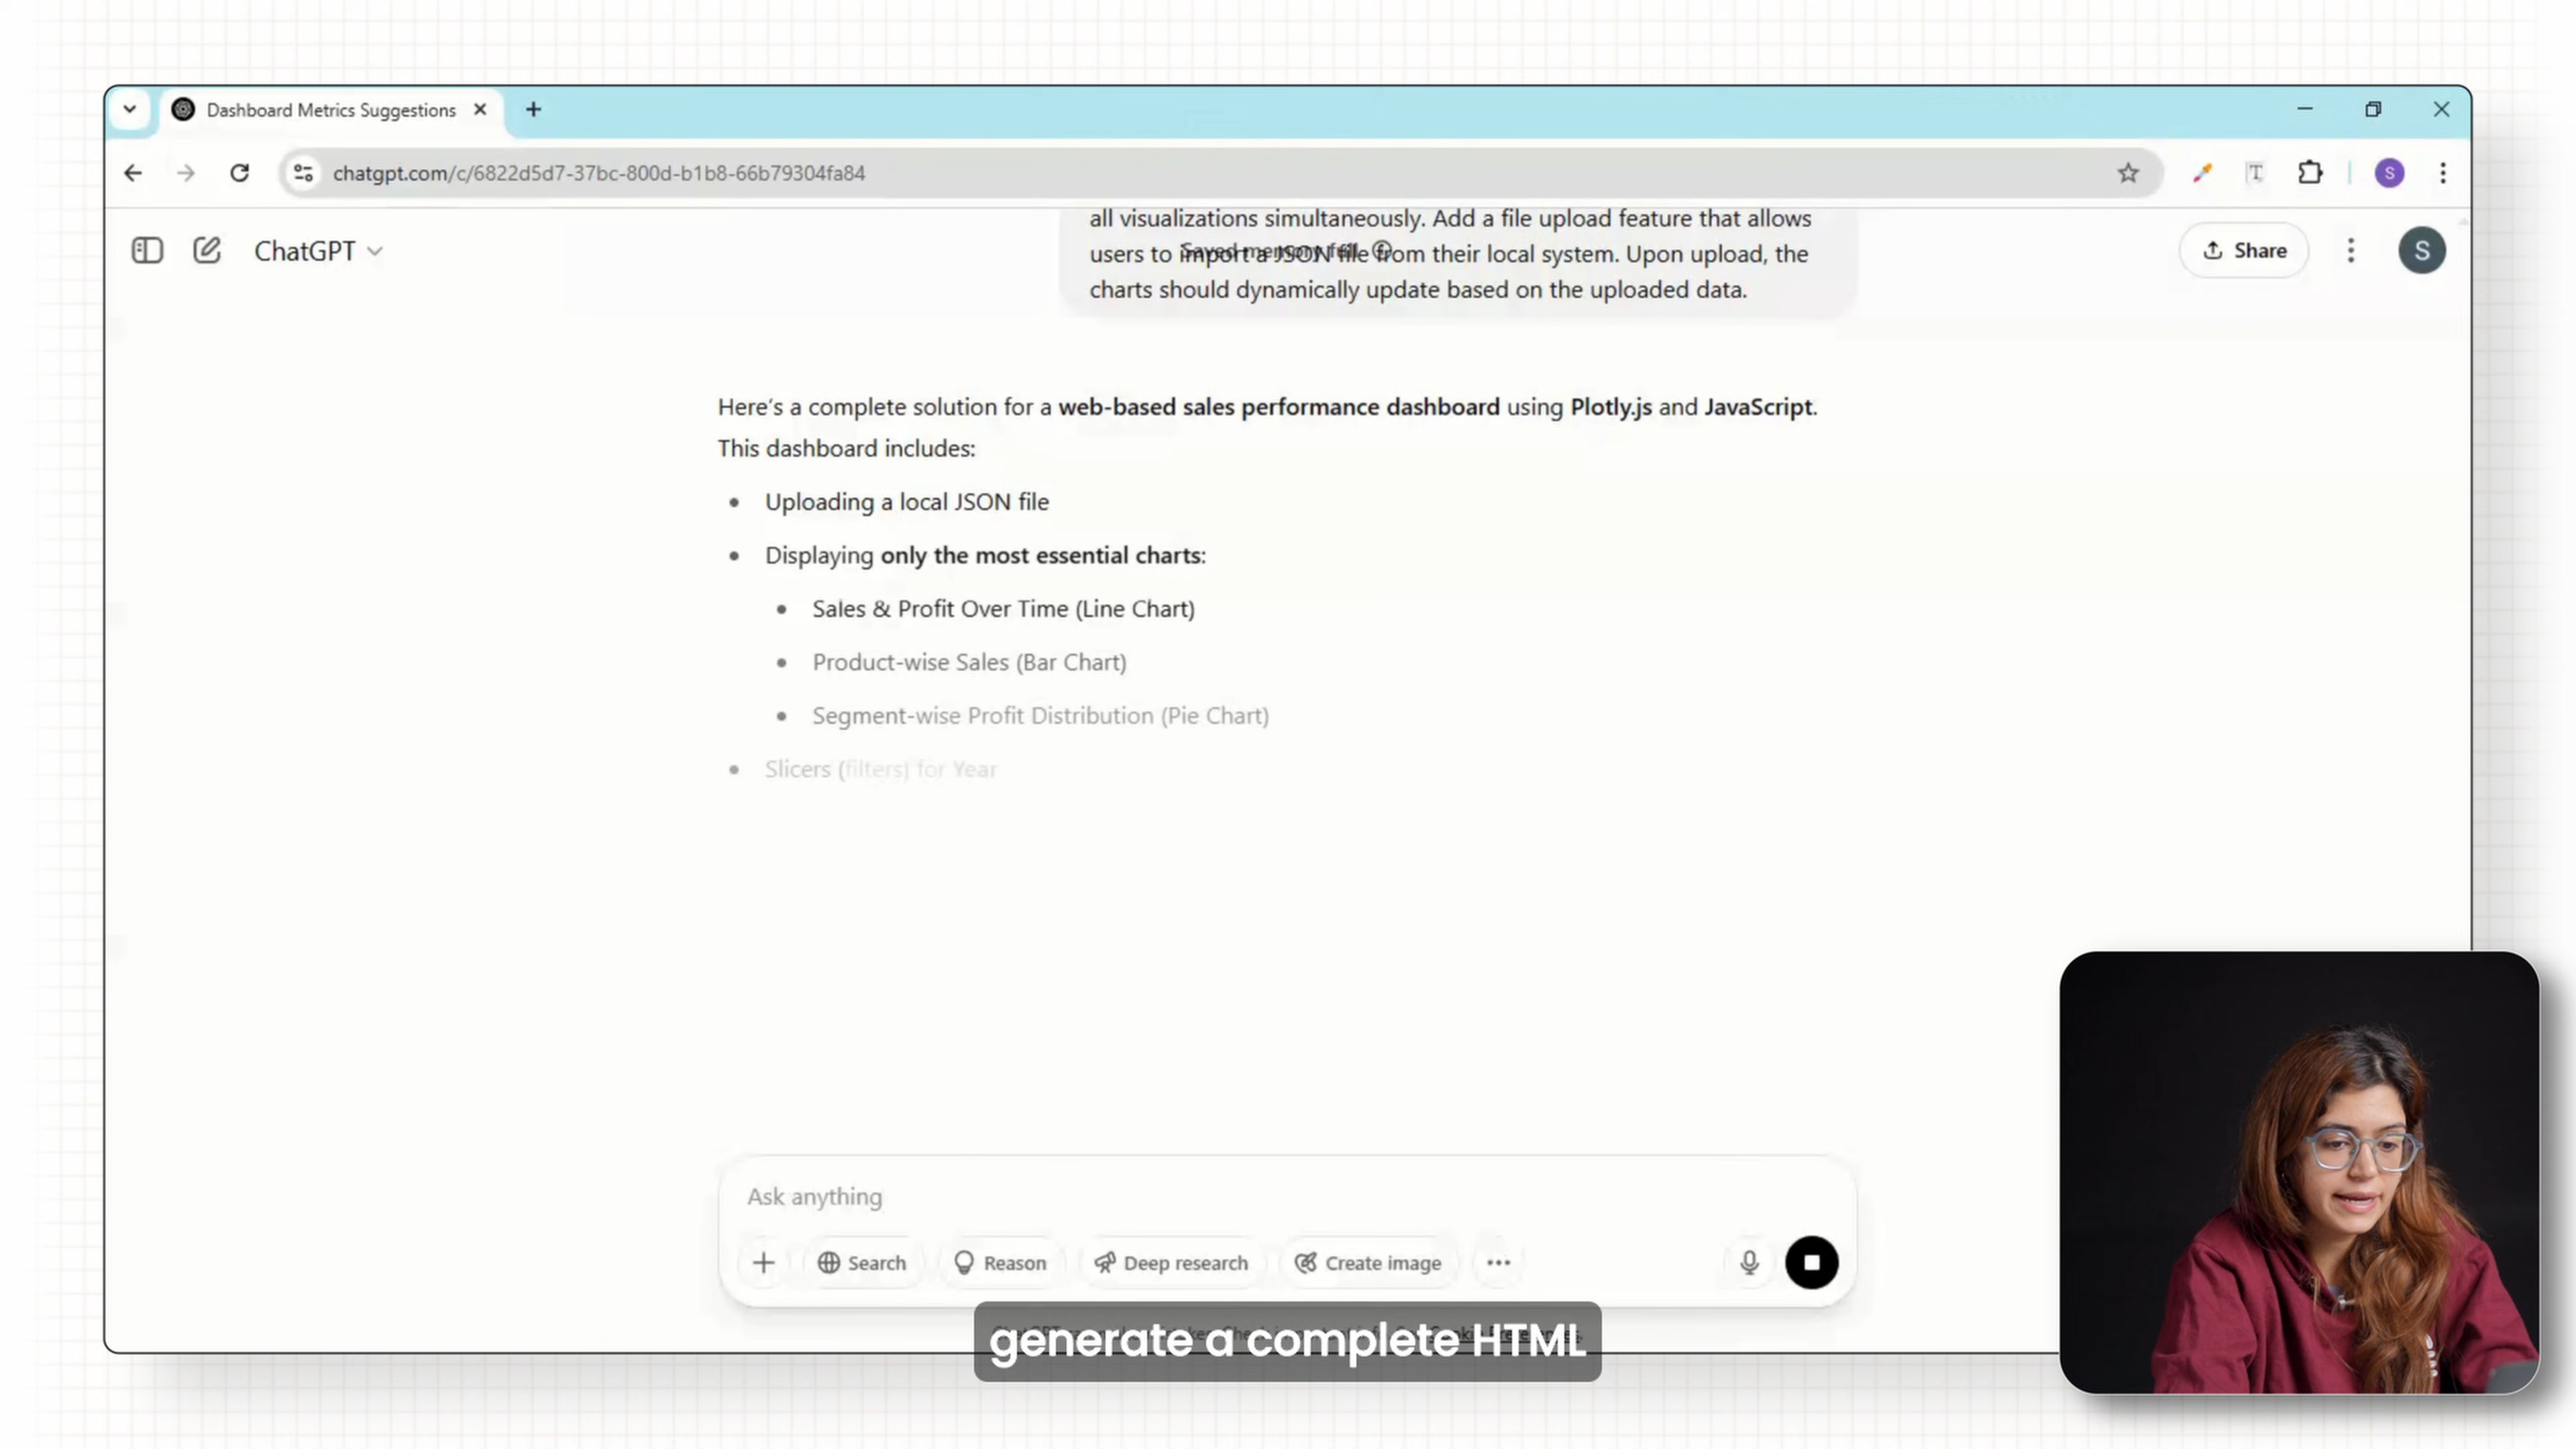 Dashboard Metrics Suggestions
chatgpt.com/c/6822d5d7-37bc-800d-b1b8-66b79304fa84
S
ChatGPT
all visualizations simultaneously. Add a file upload feature that allows
Saved memory full
users to import a JSON file from their local system. Upon upload, the
charts should dynamically update based on the uploaded data.
Share
S
Here's a complete solution for a web-based sales performance dashboard using Plotly.js and JavaScript.
This dashboard includes:
Uploading a local JSON file
Displaying only the most essential charts:
Sales & Profit Over Time (Line Chart)
Product-wise Sales (Bar Chart)
Segment-wise Profit Distribution (Pie Chart)
Slicers (filters) for Year
Ask anything
Search
Reason
Deep research
Create image
generate a complete HTML